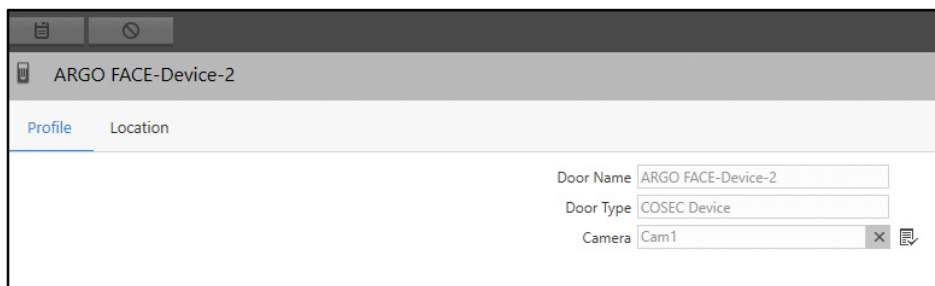 ARGO FACE-Device-2
Profile Location
Door Name ARGO FACE-Device-2
Door Type COSEC Device
Camera Cam1